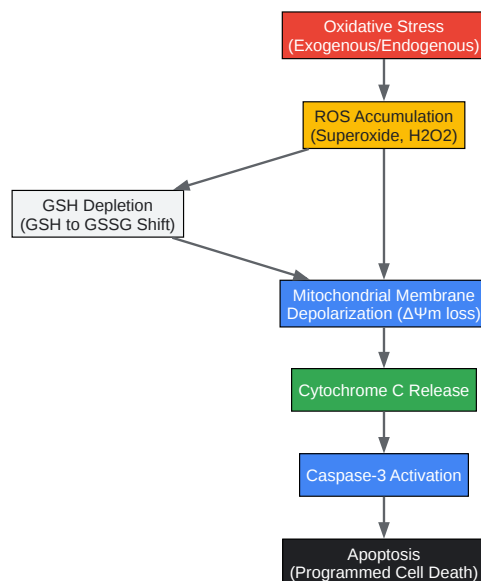 Oxidative Stress
(Exogenous/Endogenous)
ROS Accumulation
(Superoxide, H2O2)
GSH Depletion
(GSH to GSSG Shift)
Mitochondrial Membrane
Depolarization (ΔΨm loss)
Cytochrome C Release
Caspase-3 Activation
Apoptosis
(Programmed Cell Death)